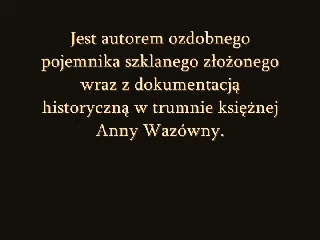 Jest autorem ozdobnego
pojemnika szklanego złożonego
wraz z dokumentacją
historyczną w trumnie księżnej
Anny Wazówny.